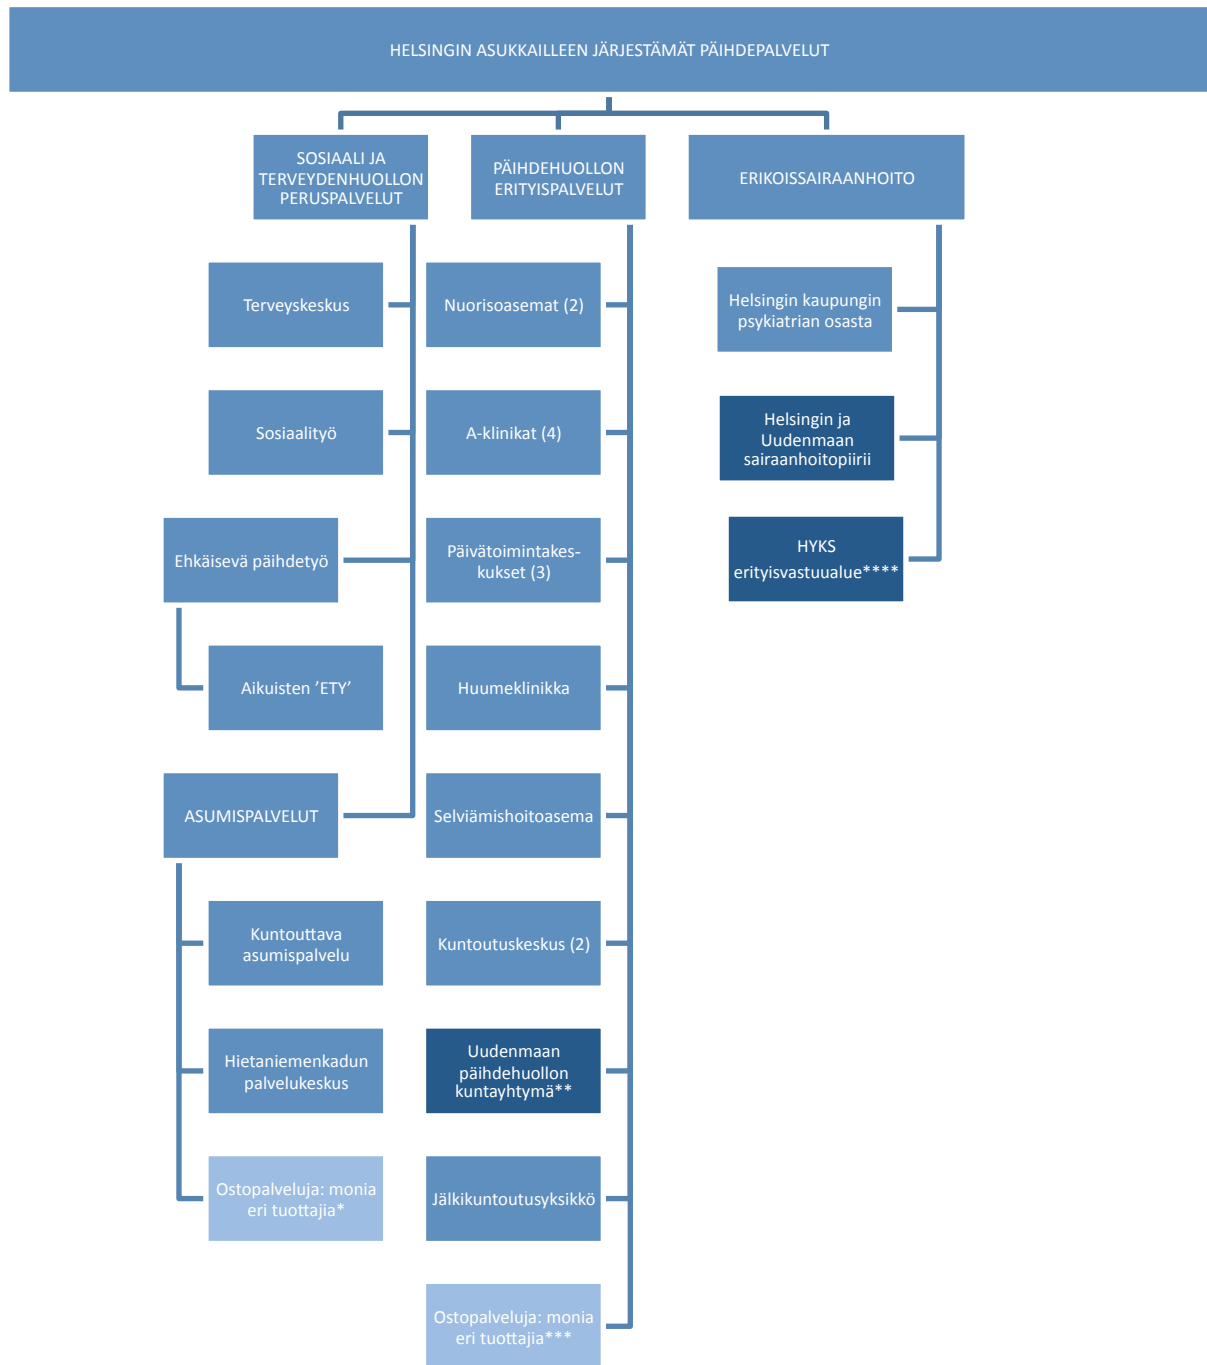 HELSINGIN ASUKKAILLEEN JÄRJESTÄMÄT PÄIHDEPALVELUT
SOSIAALI JA
TERVEYDENHUOLLON
PERUSPALVELUT
Terveyskeskus
Sosiaalityö
Ehkäisevä päihdetyö
Aikuisten ’ETY’
ASUMISPALVELUT
Kuntouttava
asumispalvelu
Hietaniemenkadun
palvelukeskus
Ostopalveluja: monia
eri tuottajia*
PÄIHDEHUOLLON
ERITYISPALVELUT
Nuorisoasemat (2)
A-klinikat (4)
Päivätoimintakes-
kukset (3)
Huumeklinikka
Selviämishoitoasema
Kuntoutuskeskus (2)
Uudenmaan
päihdehuollon
kuntayhtymä**
Jälkikuntoutusyksikkö
Ostopalveluja: monia
eri tuottajia***
ERIKOISSAIRAANHOITO
Helsingin kaupungin
psykiatrian osasta
Helsingin ja
Uudenmaan
sairaanhoitopiirii
HYKS
erityisvastuualue****